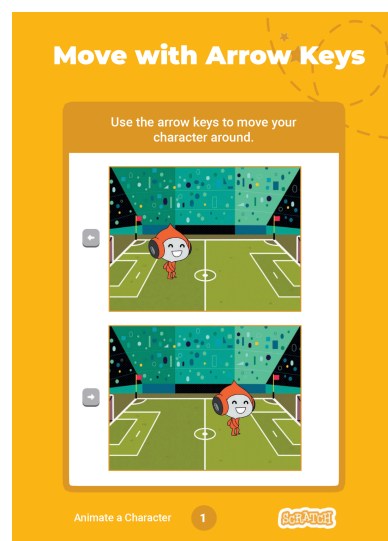 Move with Arrow Keys
Use the arrow keys to move your
character around.
Animate a Character
1
SCRATCH